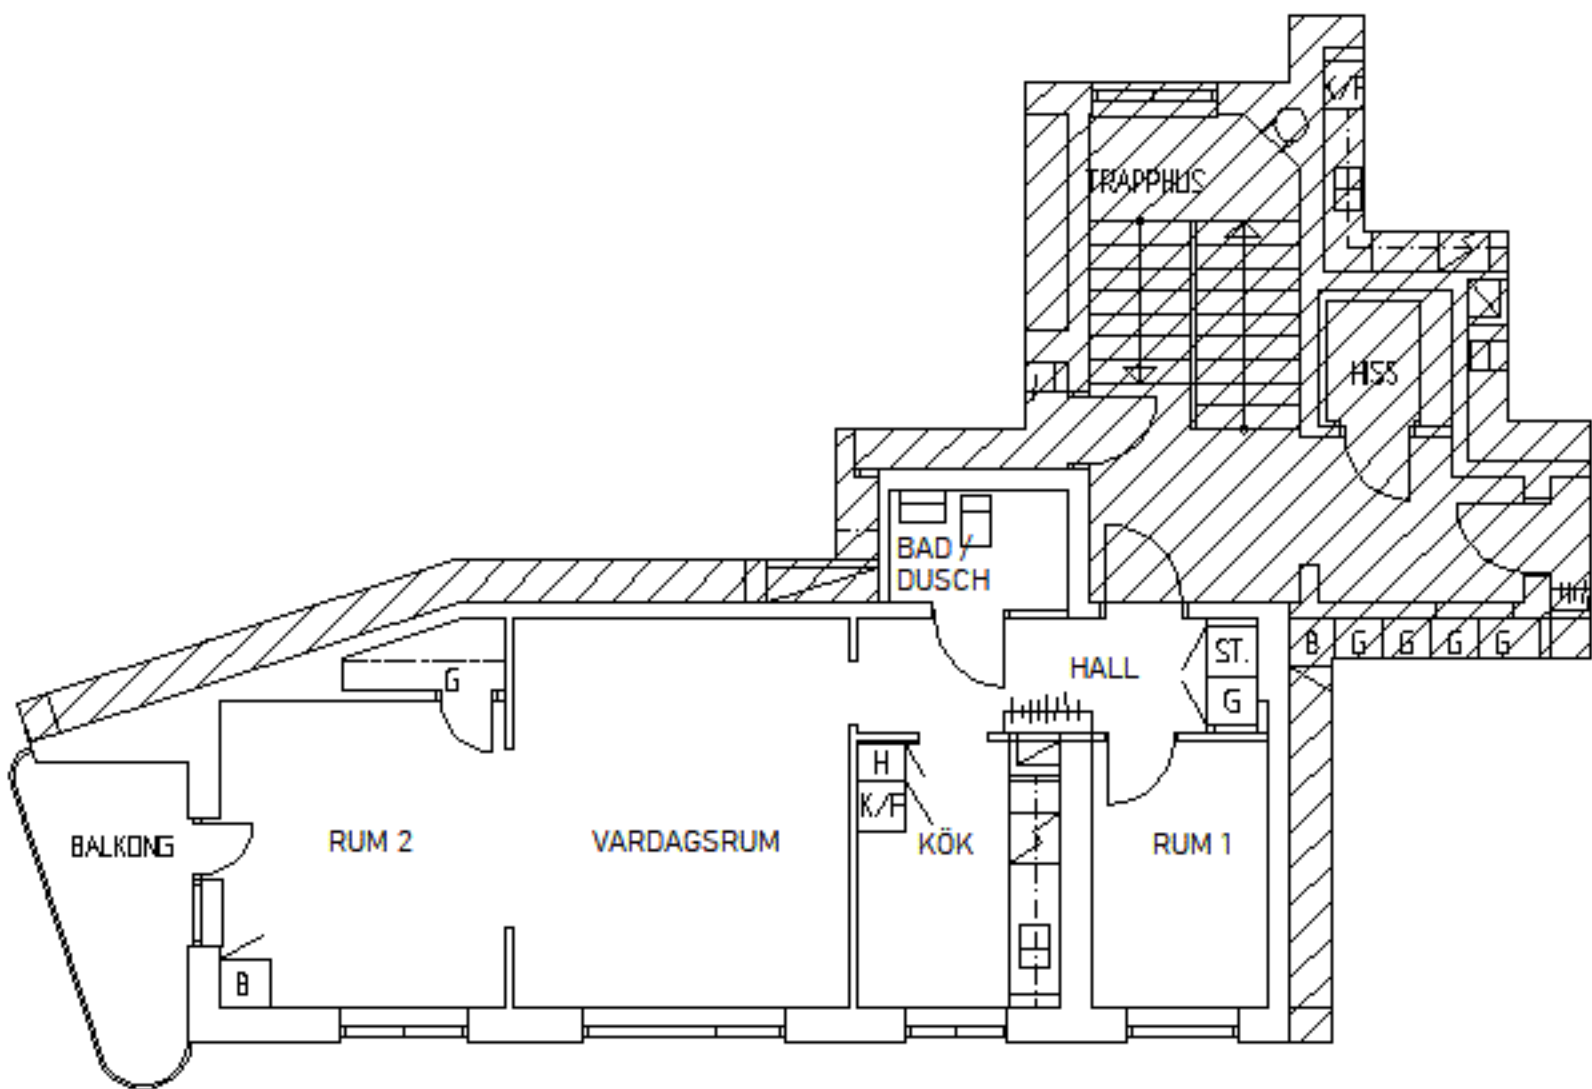 K/F
TRAPPHUS
HISS
BAD /
DUSCH
B G G G G
HALL
ST.
G
G
H
K/F
BALKONG
RUM 2
VARDAGSRUM
KÖK
RUM 1
B